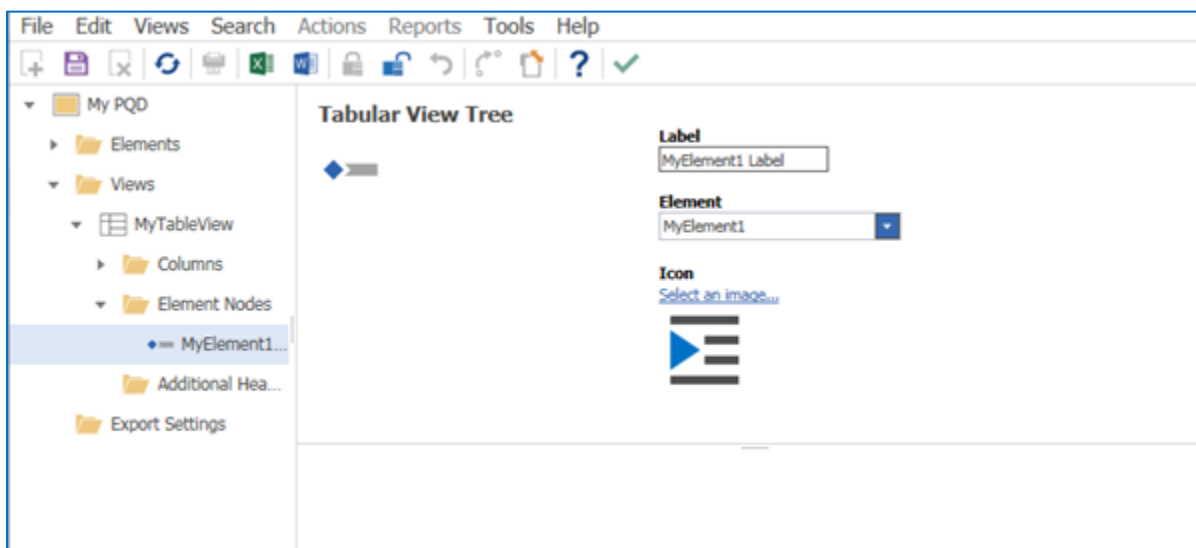 File Edit Views Search Actions Reports Tools Help
My PQD
Elements
Views
MyTableView
Columns
Element Nodes
MyElement1...
Additional Hea...
Export Settings
Tabular View Tree
Label
MyElement1 Label
Element
MyElement1
Icon
Select an image...